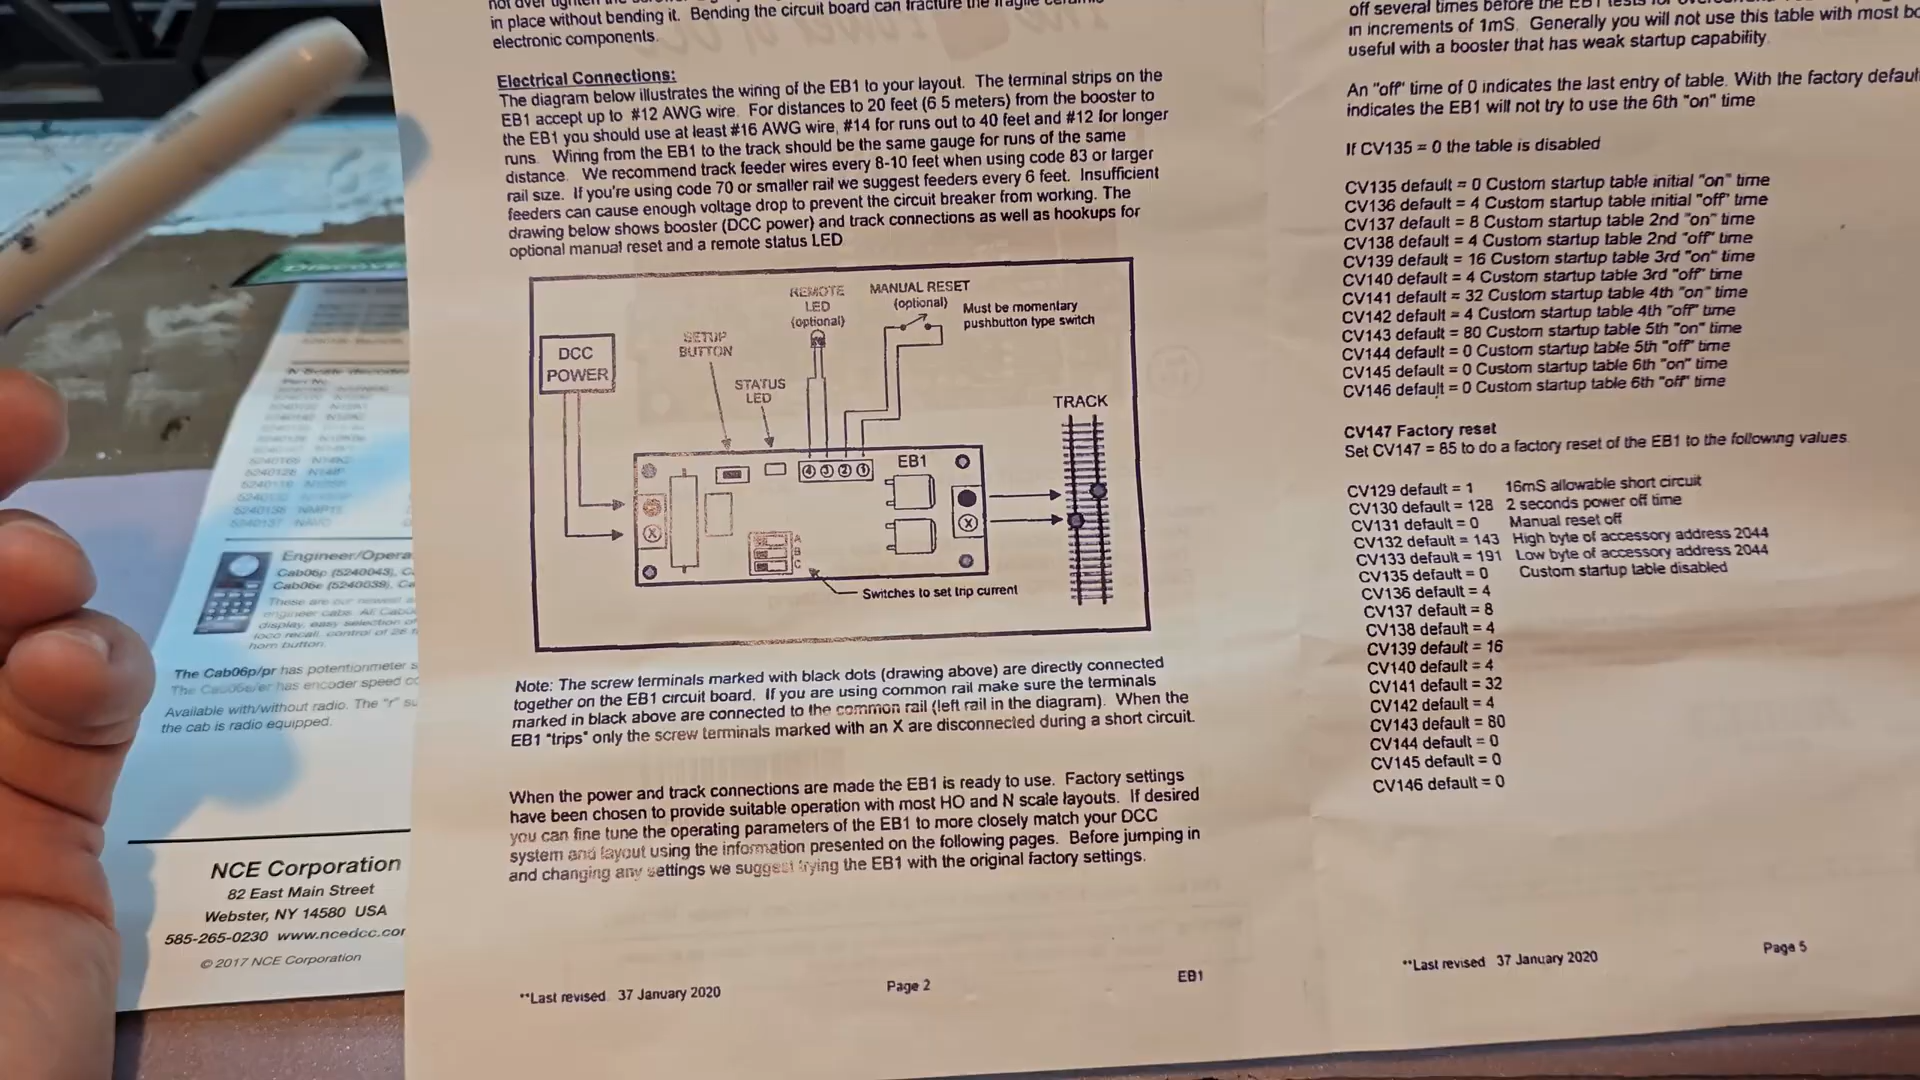 in place without bending it. Bending the circuit board can fracture the fragile ceramic
electronic components.
Electrical Connections:
The diagram below illustrates the wiring of the EB1 to your layout. The terminal strips on the
EB1 accept up to #12 AWG wire. For distances to 20 feet (6 5 meters) from the booster to
the EB1 you should use at least #16 AWG wire, #14 for runs out to 40 feet and #12 for longer
runs. Wiring from the EB1 to the track should be the same gauge for runs of the same
distance. We recommend track feeder wires every 8-10 feet when using code 83 or larger
rail size. If you're using code 70 or smaller rail we suggest feeders every 6 feet. Insufficient
feeders can cause enough voltage drop to prevent the circuit breaker from working. The
drawing below shows booster (DCC power) and track connections as well as hookups for
optional manual reset and a remote status LED
DCC
POWER
SETUP
BUTTON
STATUS
LED
REMOTE
LED
(optional)
MANUAL RESET
(optional)
Must be momentary
pushbutton type switch
TRACK
4 3 2 1
EB1
X
X
A
B
C
Switches to set trip current
Note: The screw terminals marked with black dots (drawing above) are directly connected
together on the EB1 circuit board. If you are using common rail make sure the terminals
marked in black above are connected to the common rail (left rail in the diagram). When the
EB1 "trips" only the screw terminals marked with an X are disconnected during a short circuit.
When the power and track connections are made the EB1 is ready to use. Factory settings
have been chosen to provide suitable operation with most HO and N scale layouts. If desired
you can fine tune the operating parameters of the EB1 to more closely match your DCC
system and layout using the information presented on the following pages. Before jumping in
and changing any settings we suggest trying the EB1 with the original factory settings.
**Last revised 37 January 2020
Page 2
EB1
off several times before the EB1 tests for
in increments of 1mS. Generally you will not use this table with most
useful with a booster that has weak startup capability.
An "off" time of 0 indicates the last entry of table. With the factory
indicates the EB1 will not try to use the 6th "on" time
If CV135 = 0 the table is disabled
CV135 default = 0 Custom startup table initial "on" time
CV136 default = 4 Custom startup table initial "off" time
CV137 default = 8 Custom startup table 2nd "on" time
CV138 default = 4 Custom startup table 2nd "off" time
CV139 default = 16 Custom startup table 3rd "on" time
CV140 default = 4 Custom startup table 3rd "off" time
CV141 default = 32 Custom startup table 4th "on" time
CV142 default = 4 Custom startup table 4th "off" time
CV143 default = 80 Custom startup table 5th "on" time
CV144 default = 0 Custom startup table 5th "off" time
CV145 default = 0 Custom startup table 6th "on" time
CV146 default = 0 Custom startup table 6th "off" time
CV147 Factory reset
Set CV147 = 85 to do a factory reset of the EB1 to the following values
CV129 default = 1 16mS allowable short circuit
CV130 default = 128 2 seconds power off time
CV131 default = 0 Manual reset off
CV132 default = 143 High byte of accessory address 2044
CV133 default = 191 Low byte of accessory address 2044
CV135 default = 0 Custom startup table disabled
CV136 default = 4
CV137 default = 8
CV138 default = 4
CV139 default = 16
CV140 default = 4
CV141 default = 32
CV142 default = 4
CV143 default = 80
CV144 default = 0
CV145 default = 0
CV146 default = 0
**Last revised 37 January 2020
Page 5
Engineer/Opera
Cab06p (5240043), C
Cab06e (5240039), Ca
The Cab06p/pr has potentionmeter s
The Cab06e/er has encoder speed co
Available with/without radio. The "r" su
the cab is radio equipped.
NCE Corporation
82 East Main Street
Webster, NY 14580 USA
585-265-0230 www.ncedcc.cor
© 2017 NCE Corporation